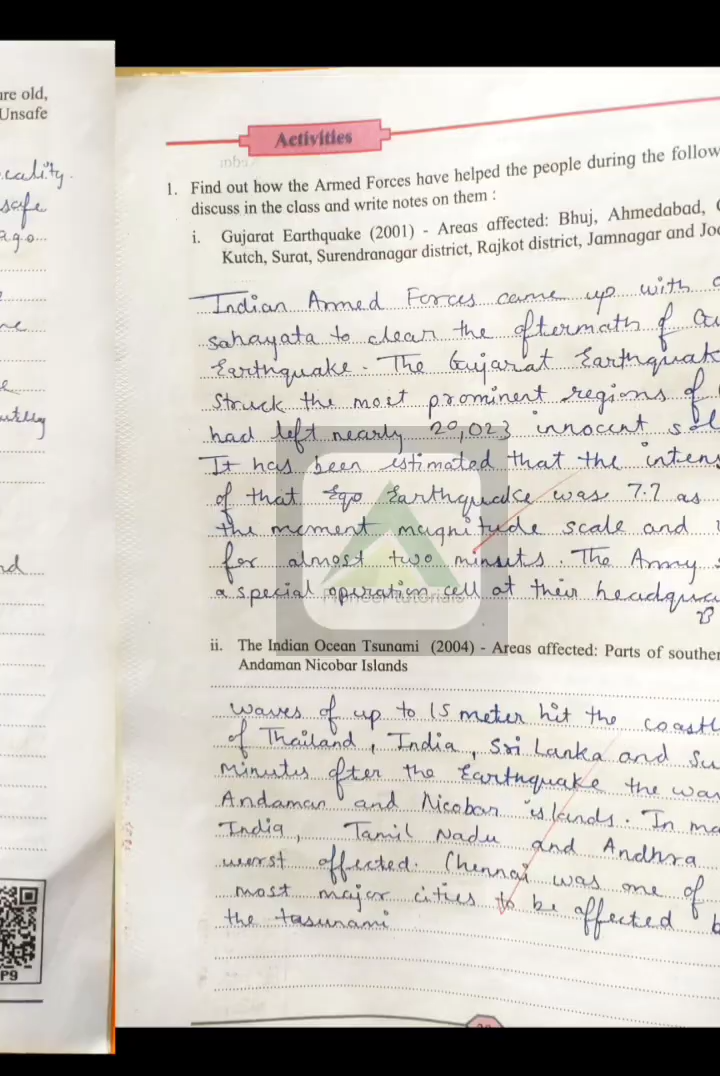 are old,
Unsafe
cality.
safe
ago
Activities
1. Find out how the Armed Forces have helped the people during the follow
discuss in the class and write notes on them :
i. Gujarat Earthquake (2001) - Areas affected: Bhuj, Ahmedabad,
Kutch, Surat, Surendranagar district, Rajkot district, Jamnagar and Jo
Indian Armed Forces came up with
sahayata to clear the aftermath of Gu
Earthquake. The Gujarat Earthquak
struck the most prominent regions of
had left nearly 20,023 innocent
It has been estimated that the intens
of that Earthquake was 7.7 as
the moment magnitude scale and
for almost two minuts. The Army
a special operation cell at their headqua
Pioneer tutorials
ii. The Indian Ocean Tsunami (2004) - Areas affected: Parts of souther
Andaman Nicobar Islands
waves of up to 15 meter hit the coastl
of Thailand, India, Sri Lanka and Su
minutes after the Earthquake the wa
Andaman and Nicobar islands. In ma
India, Tamil Nadu and Andhra
worst affected. Chennai was one of
most major cities to be affected b
the tasunami
P9